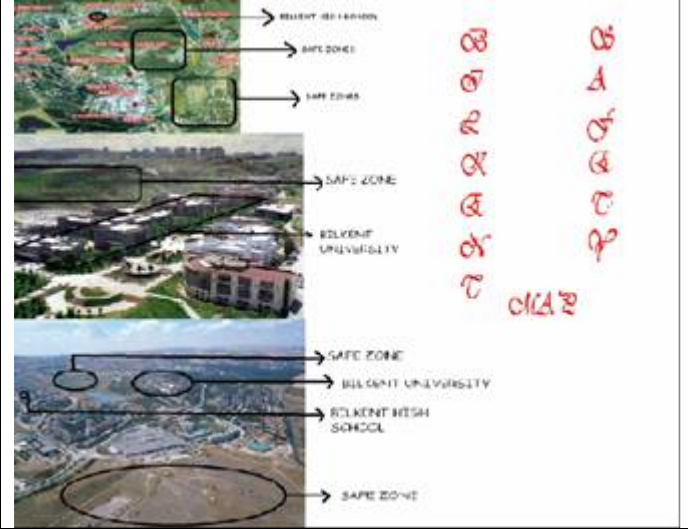 BILKENT HIGH SCHOOL
SAFE ZONES
SAFE ZONES
SAFE ZONE
BILKENT
UNIVERSITY
SAFE ZONE
BILKENT UNIVERSITY
BILKENT HIGH
SCHOOL
SAFE ZONE
BILKENT
SAFETY
MAP